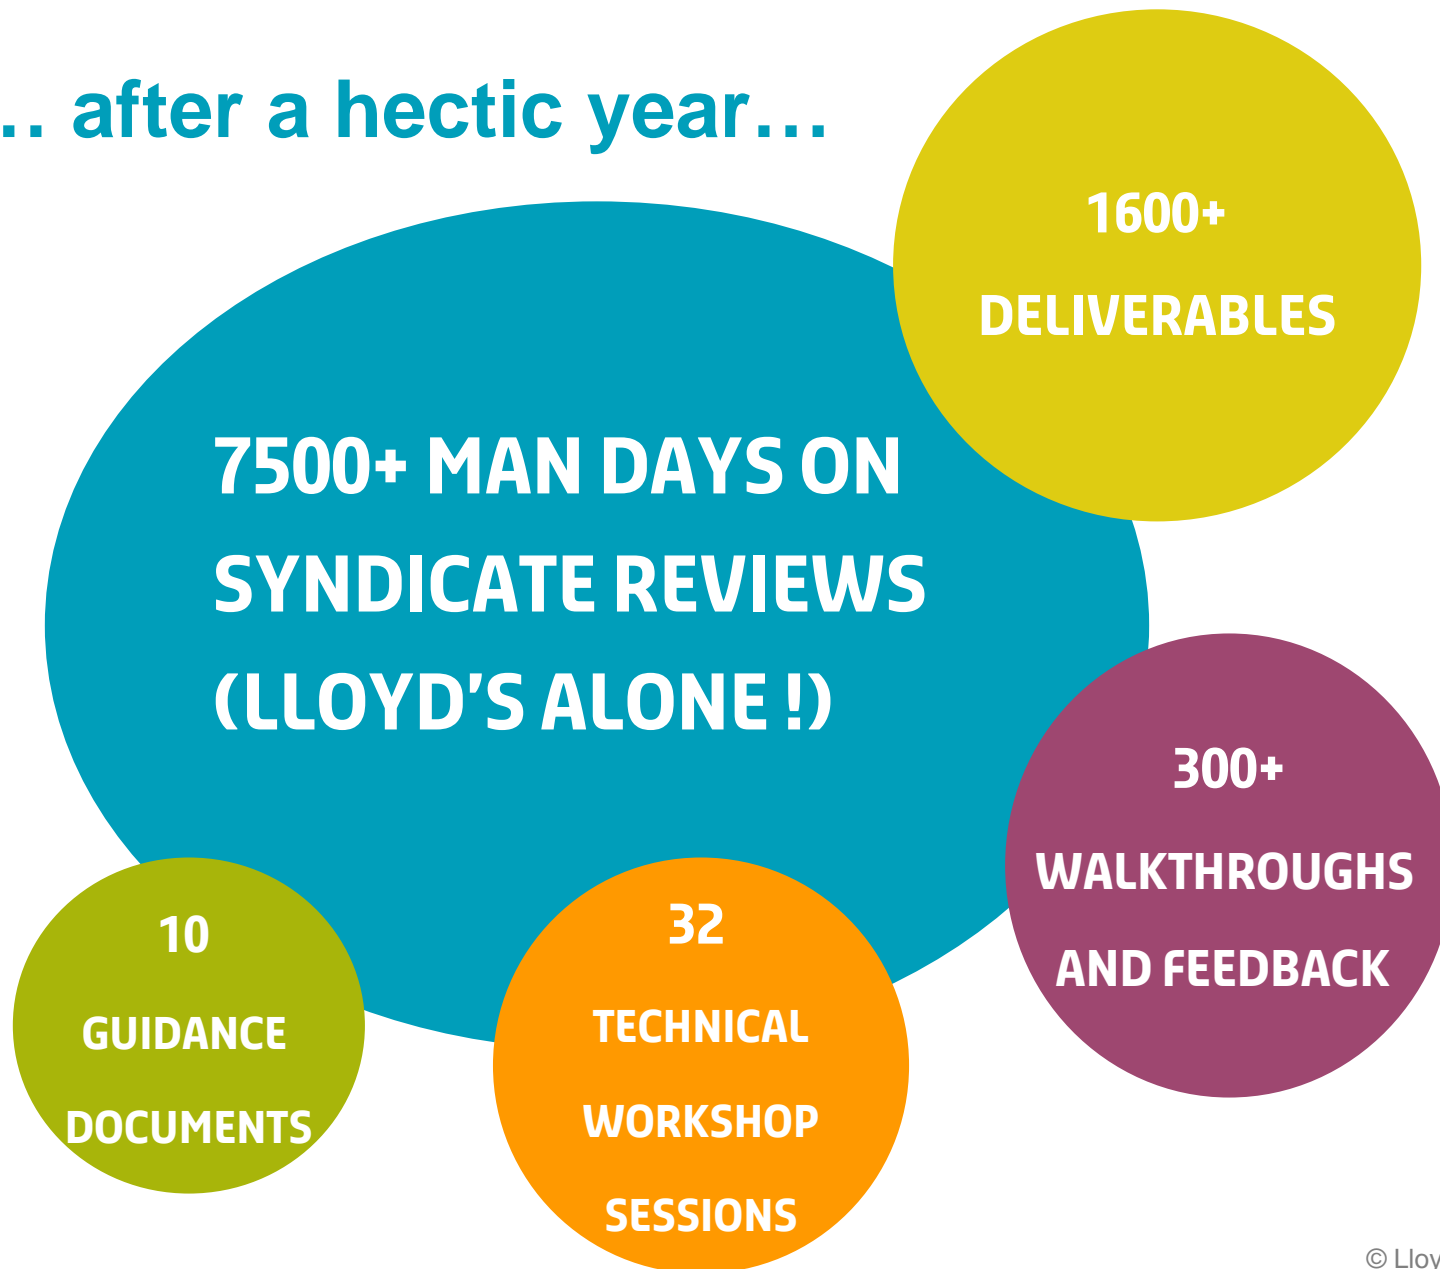 … after a hectic year…
1600+
DELIVERABLES
7500+ MAN DAYS ON
SYNDICATE REVIEWS
(LLOYD'S ALONE !)
300+
WALKTHROUGHS
AND FEEDBACK
10
GUIDANCE
DOCUMENTS
32
TECHNICAL
WORKSHOP
SESSIONS
©